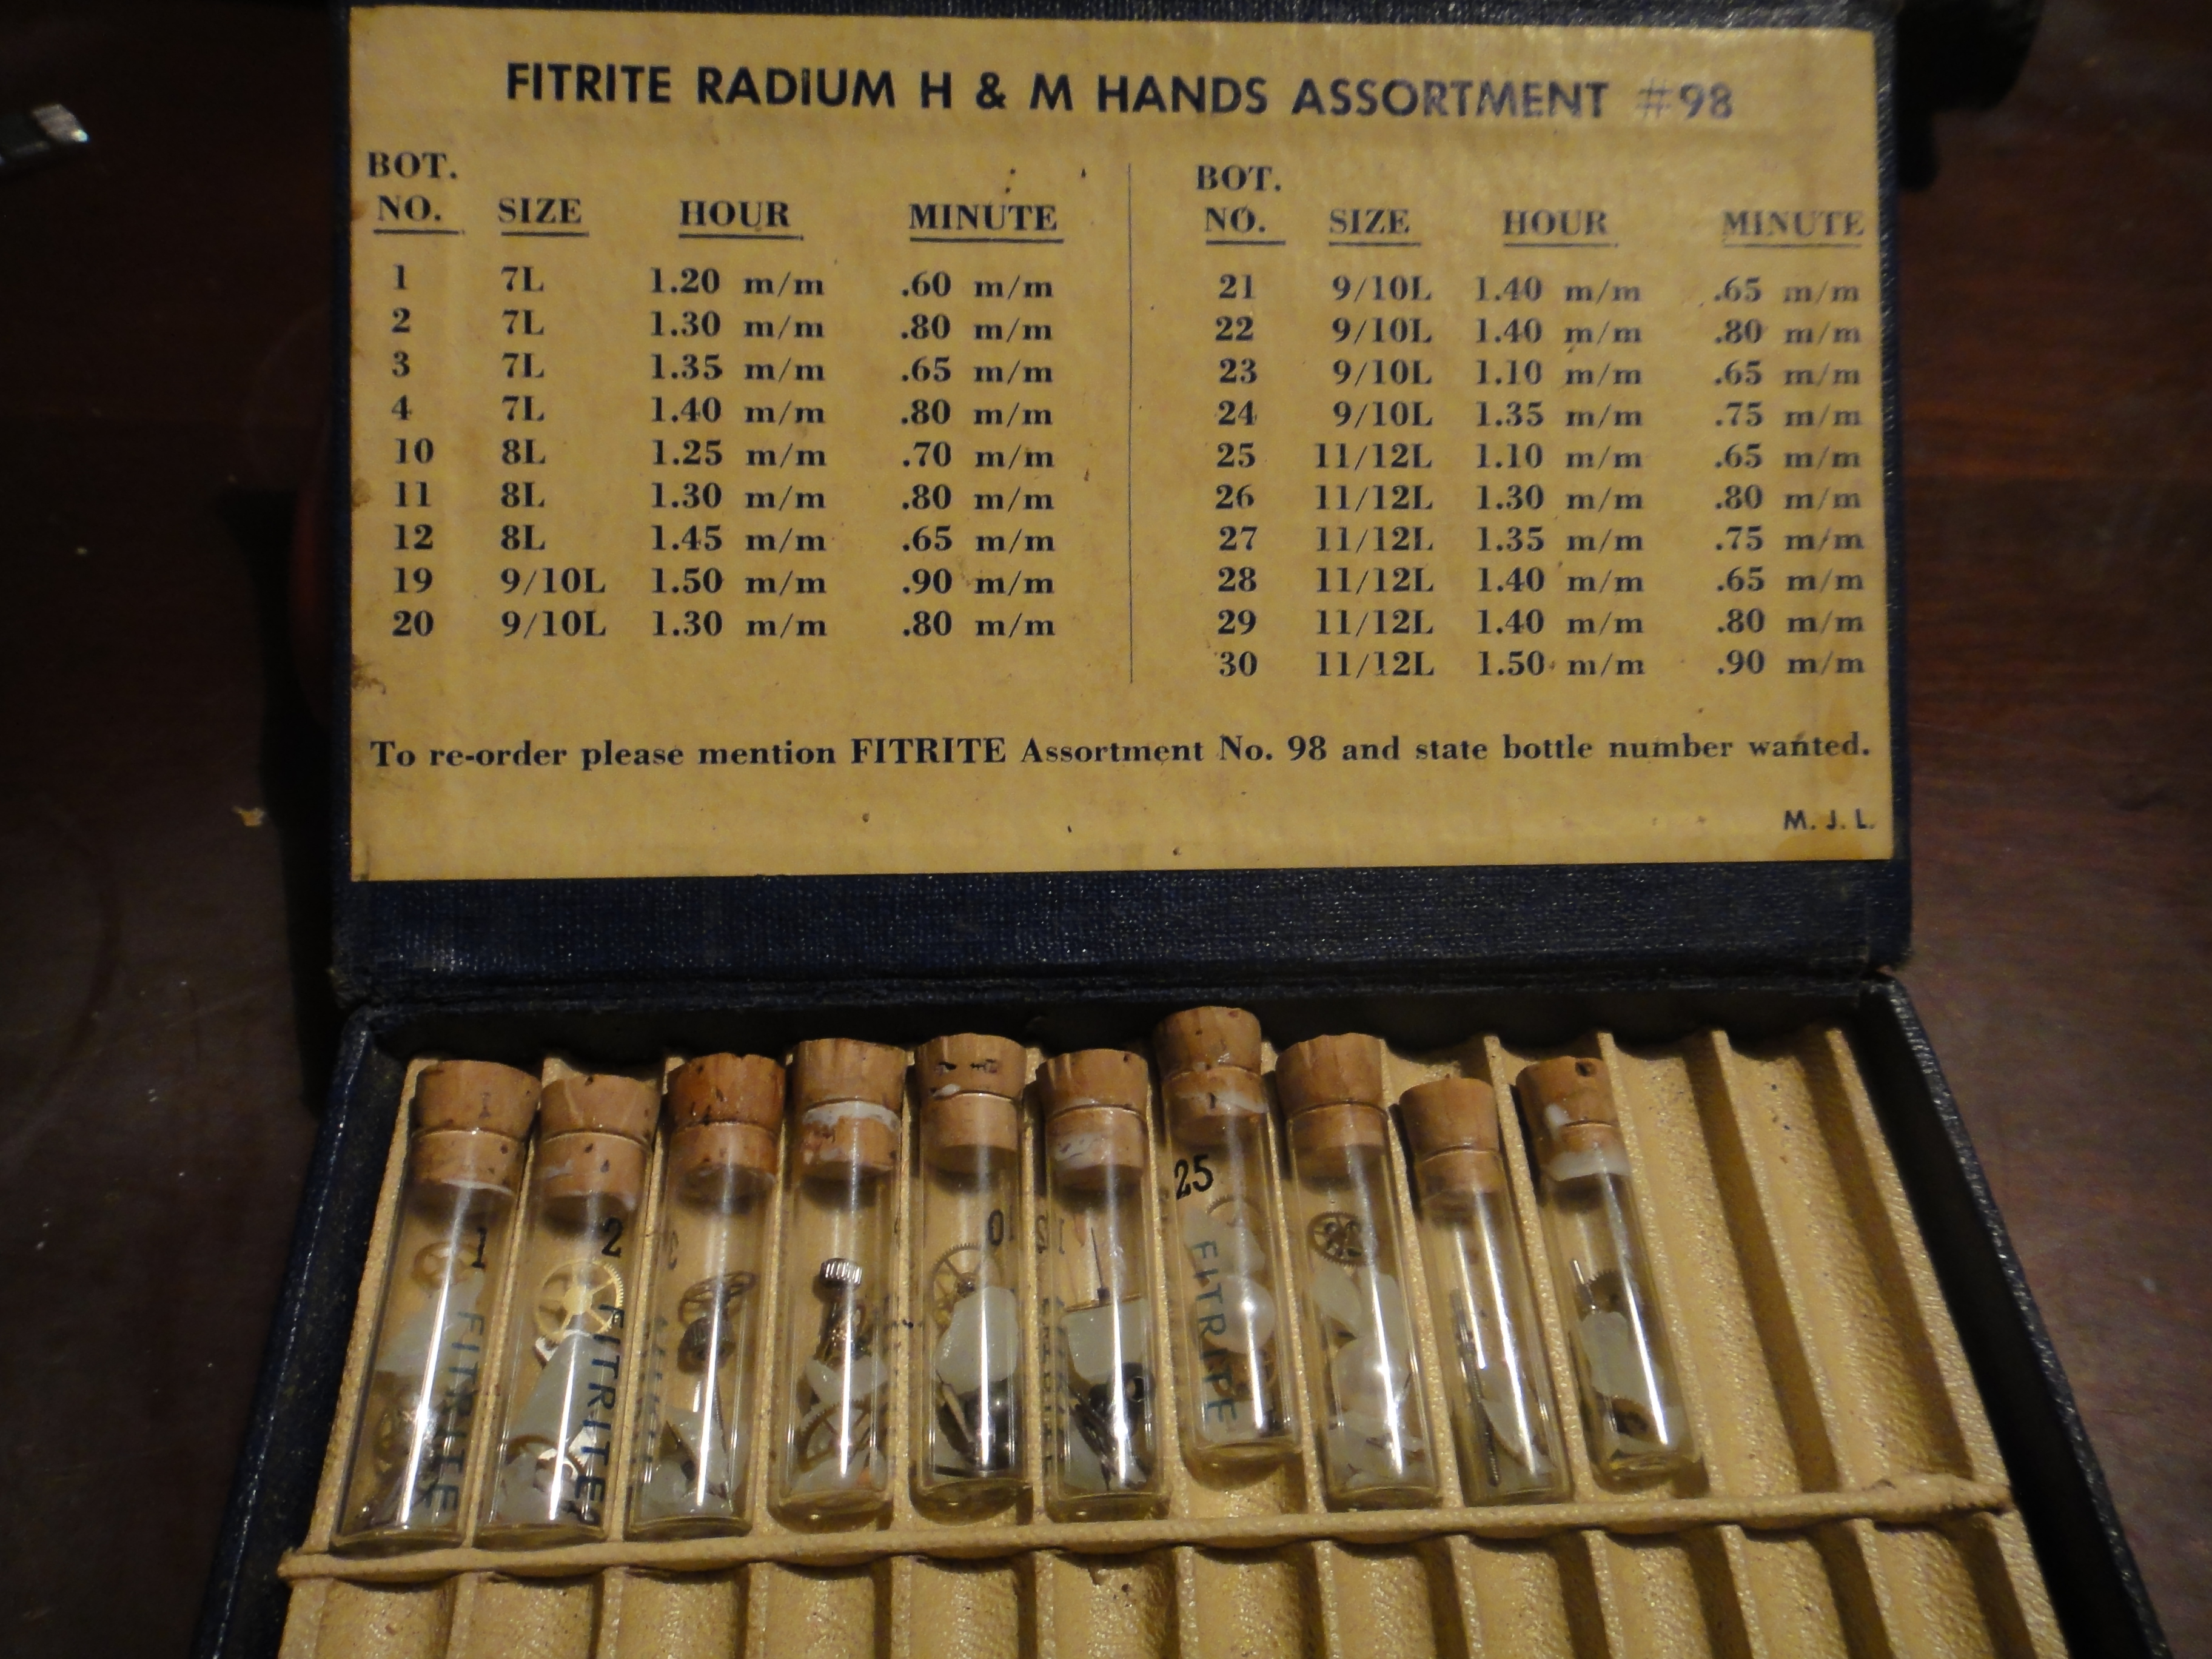 FITRITE RADIUM H & M HANDS ASSORTMENT #98
BOT.
NO. SIZE HOUR MINUTE
1 7L 1.20 m/m .60 m/m
2 7L 1.30 m/m .80 m/m
3 7L 1.35 m/m .65 m/m
4 7L 1.40 m/m .80 m/m
10 8L 1.25 m/m .70 m/m
11 8L 1.30 m/m .80 m/m
12 8L 1.45 m/m .65 m/m
19 9/10L 1.50 m/m .90 m/m
20 9/10L 1.30 m/m .80 m/m
BOT.
NO. SIZE HOUR MINUTE
21 9/10L 1.40 m/m .65 m/m
22 9/10L 1.40 m/m .80 m/m
23 9/10L 1.10 m/m .65 m/m
24 9/10L 1.35 m/m .75 m/m
25 11/12L 1.10 m/m .65 m/m
26 11/12L 1.30 m/m .80 m/m
27 11/12L 1.35 m/m .75 m/m
28 11/12L 1.40 m/m .65 m/m
29 11/12L 1.40 m/m .80 m/m
30 11/12L 1.50 m/m .90 m/m
To re-order please mention FITRITE Assortment No. 98 and state bottle number wanted.
M. J. L.
1 FITRITE
2 FITRITE
10
25 FITRITE